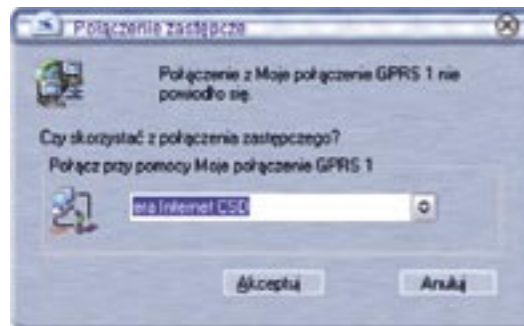 Połączenie zastępcze
Połączenie z Moje połączenie GPRS 1 nie
powiodło się.
Czy skorzystać z połączenia zastępczego?
Połącz przy pomocy Moje połączenie GPRS 1
era Internet CSD
Akceptuj
Anuluj